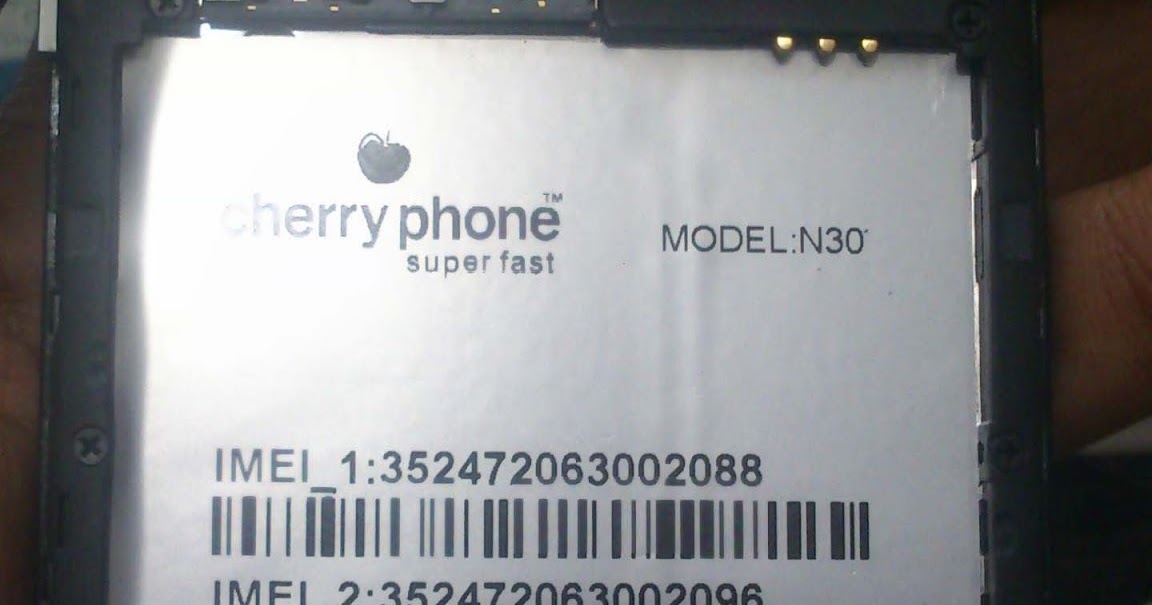 cherry phone™
super fast
MODEL:N30
IMEI_1:352472063002088
IMEI_2:352472063002096